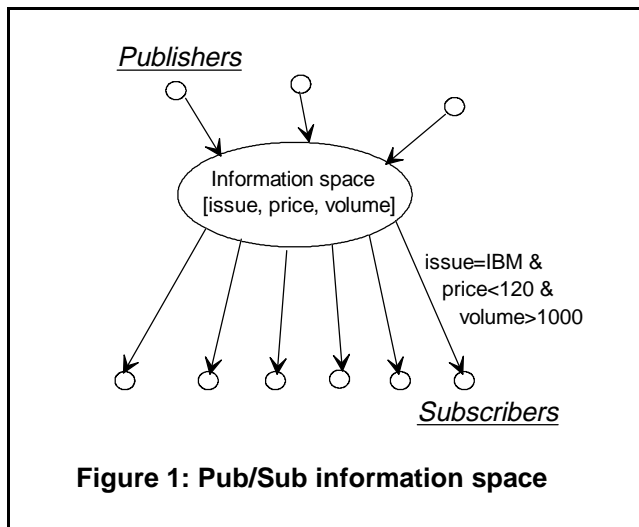 Publishers
Information space
[issue, price, volume]
issue=IBM &
price<120 &
volume>1000
Subscribers
Figure 1: Pub/Sub information space